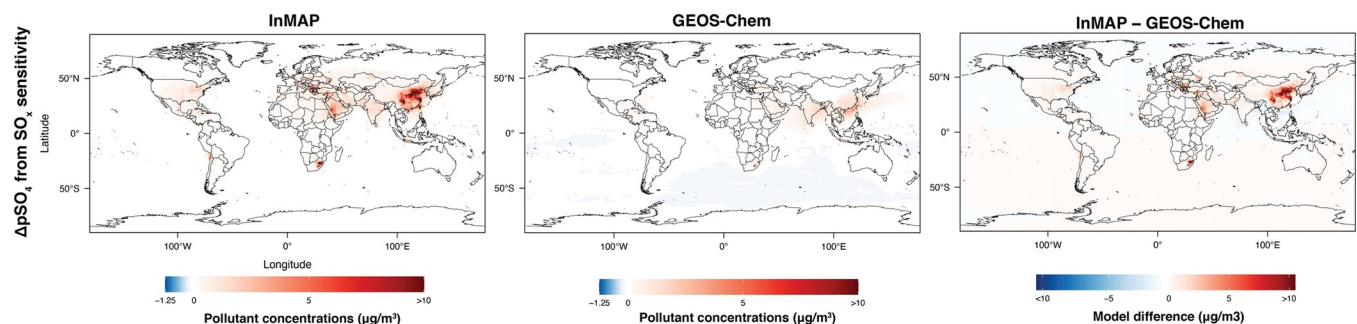 InMAP
GEOS-Chem
InMAP – GEOS-Chem
ΔpSO₄ from SOₓ sensitivity
Latitude
50°N
0°
50°S
50°N
0°
50°S
50°N
0°
50°S
100°W 0° 100°E
100°W 0° 100°E
100°W 0° 100°E
Longitude
−1.25 0 5 >10
−1.25 0 5 >10
<10 −5 0 5 >10
Pollutant concentrations (µg/m³)
Pollutant concentrations (µg/m³)
Model difference (µg/m3)